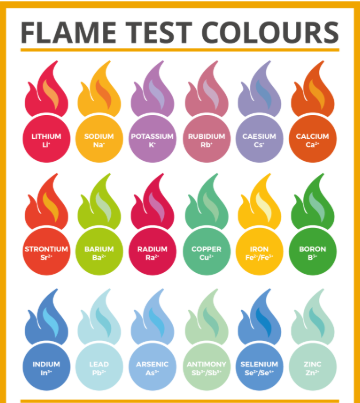 FLAME TEST COLOURS
LITHIUM SODIUM POTASSIUM RUBIDIUM CAESIUM CALCIUM
Li⁺ Na⁺ K⁺ Rb⁺ Cs⁺ Ca²⁺
STRONTIUM BARIUM RADIUM COPPER IRON BORON
Sr²⁺ Ba²⁺ Ra²⁺ Cu²⁺ Fe²⁺/Fe³⁺ B³⁺
INDIUM LEAD ARSENIC ANTIMONY SELENIUM ZINC
In³⁺ Pb²⁺ As³⁺ Sb³⁺/Sb⁵⁺ Zn²⁺